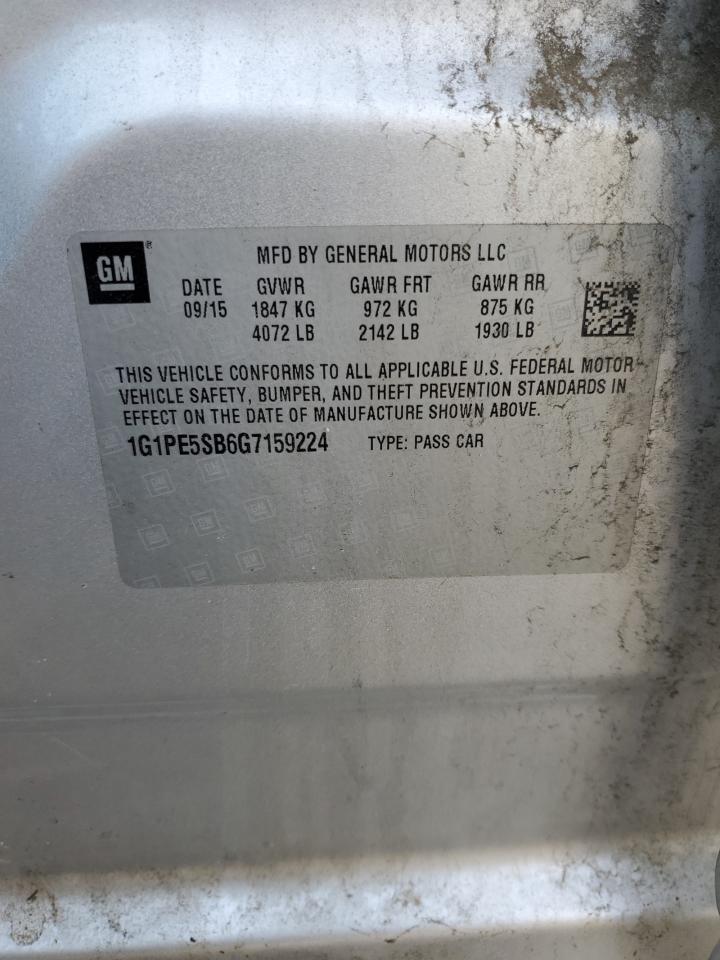 GM ®
MFD BY GENERAL MOTORS LLC
DATE GVWR GAWR FRT GAWR RR
09/15 1847 KG 972 KG 875 KG
4072 LB 2142 LB 1930 LB
THIS VEHICLE CONFORMS TO ALL APPLICABLE U.S. FEDERAL MOTOR
VEHICLE SAFETY, BUMPER, AND THEFT PREVENTION STANDARDS IN
EFFECT ON THE DATE OF MANUFACTURE SHOWN ABOVE.
1G1PE5SB6G7159224 TYPE: PASS CAR